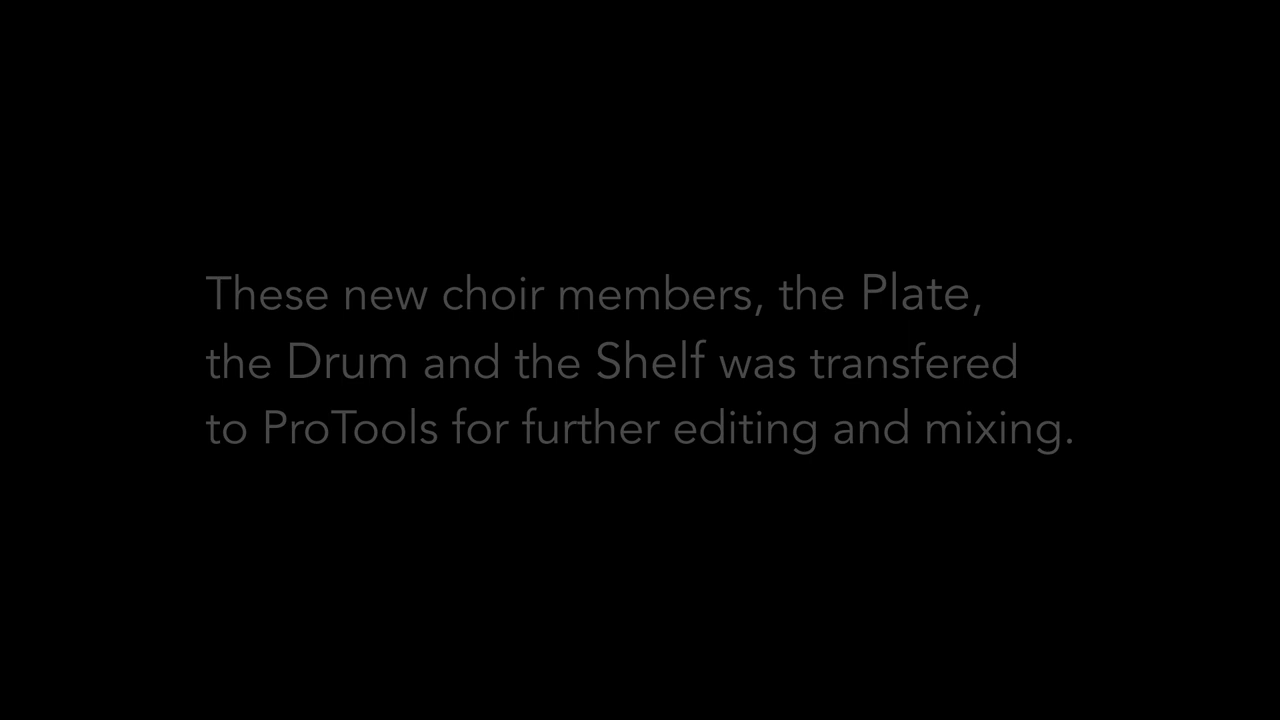 These new choir members, the Plate,
the Drum and the Shelf was transfered
to ProTools for further editing and mixing.